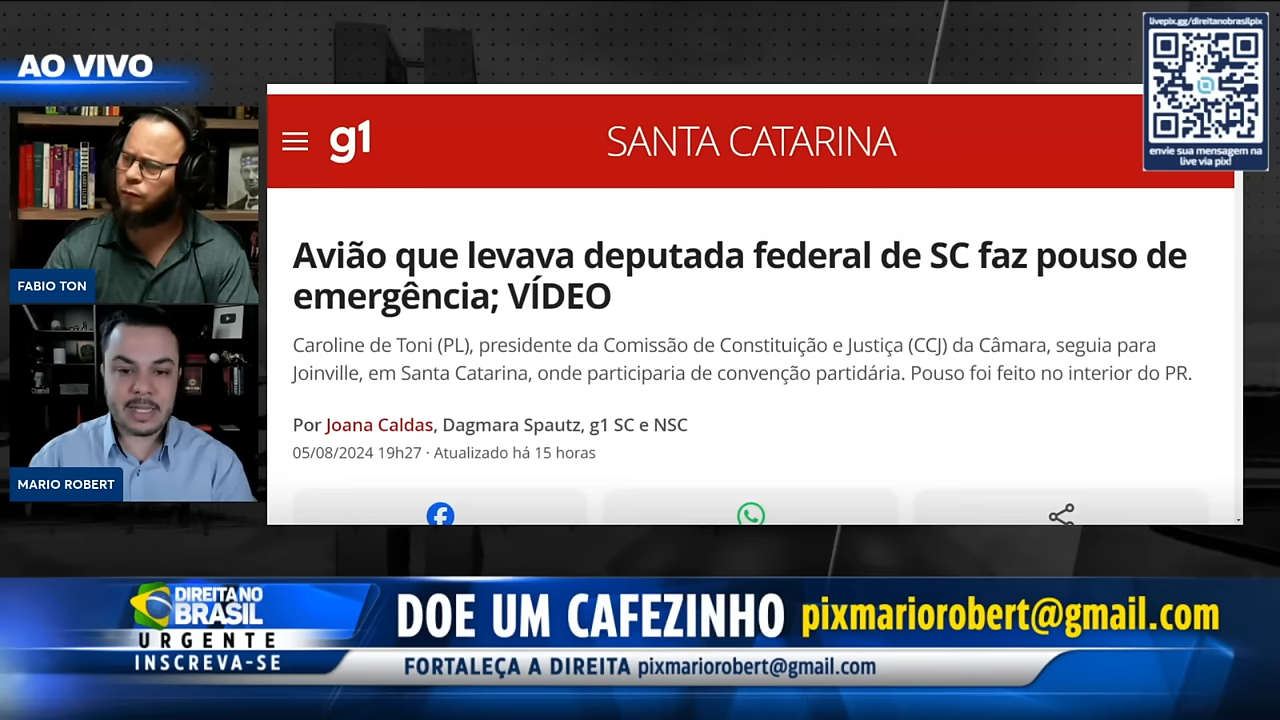 AO VIVO
livepix.gg/direitanobrasilpix
envie sua mensagem na
live via pix!
g1
SANTA CATARINA
Avião que levava deputada federal de SC faz pouso de
emergência; VÍDEO
Caroline de Toni (PL), presidente da Comissão de Constituição e Justiça (CCJ) da Câmara, seguia para
Joinville, em Santa Catarina, onde participaria de convenção partidária. Pouso foi feito no interior do PR.
Por Joana Caldas, Dagmara Spautz, g1 SC e NSC
05/08/2024 19h27 · Atualizado há 15 horas
FABIO TON
MARIO ROBERT
DIREITA NO
BRASIL
URGENTE
INSCREVA-SE
DOE UM CAFEZINHO pixmariorobert@gmail.com
FORTALEÇA A DIREITA pixmariorobert@gmail.com